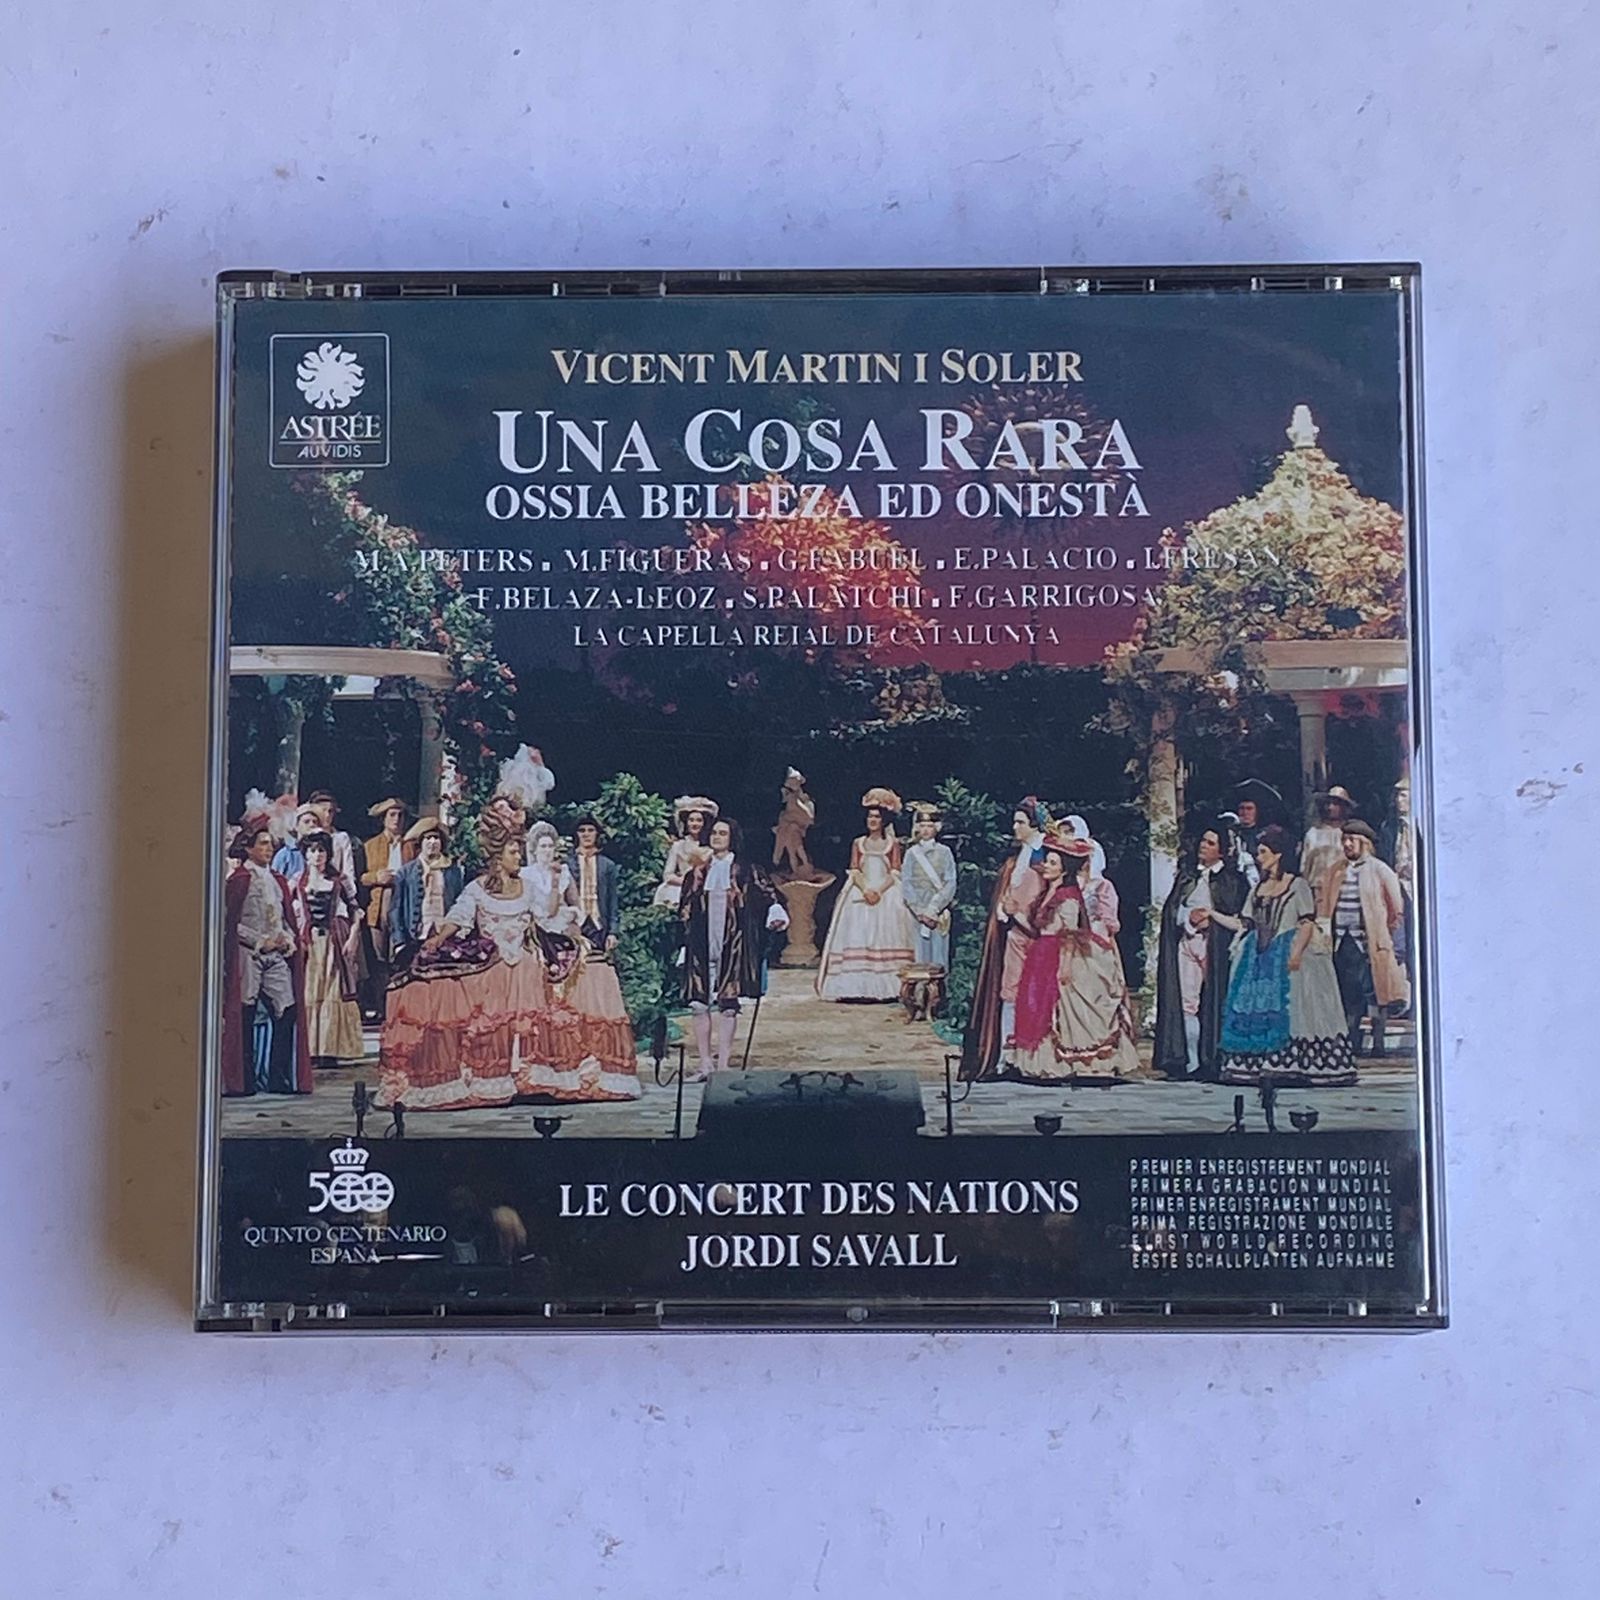 ASTRÉE
AUVIDIS
VICENT MARTIN I SOLER
UNA COSA RARA
OSSIA BELLEZA ED ONESTÀ
M.A.PETERS . M.FIGUERAS . G.FABUEL . E.PALACIO . I.FRESAN
F.BELAZA-LEOZ . S.PALATCHI . F.GARRIGOSA
LA CAPELLA REIAL DE CATALUNYA
500
QUINTO CENTENARIO
ESPAÑA
LE CONCERT DES NATIONS
JORDI SAVALL
PREMIER ENREGISTREMENT MONDIAL
PRIMERA GRABACION MUNDIAL
PRIMER ENREGISTRAMENT MUNDIAL
PRIMA REGISTRAZIONE MONDIALE
FIRST WORLD RECORDING
ERSTE SCHALLPLATTEN AUFNAHME